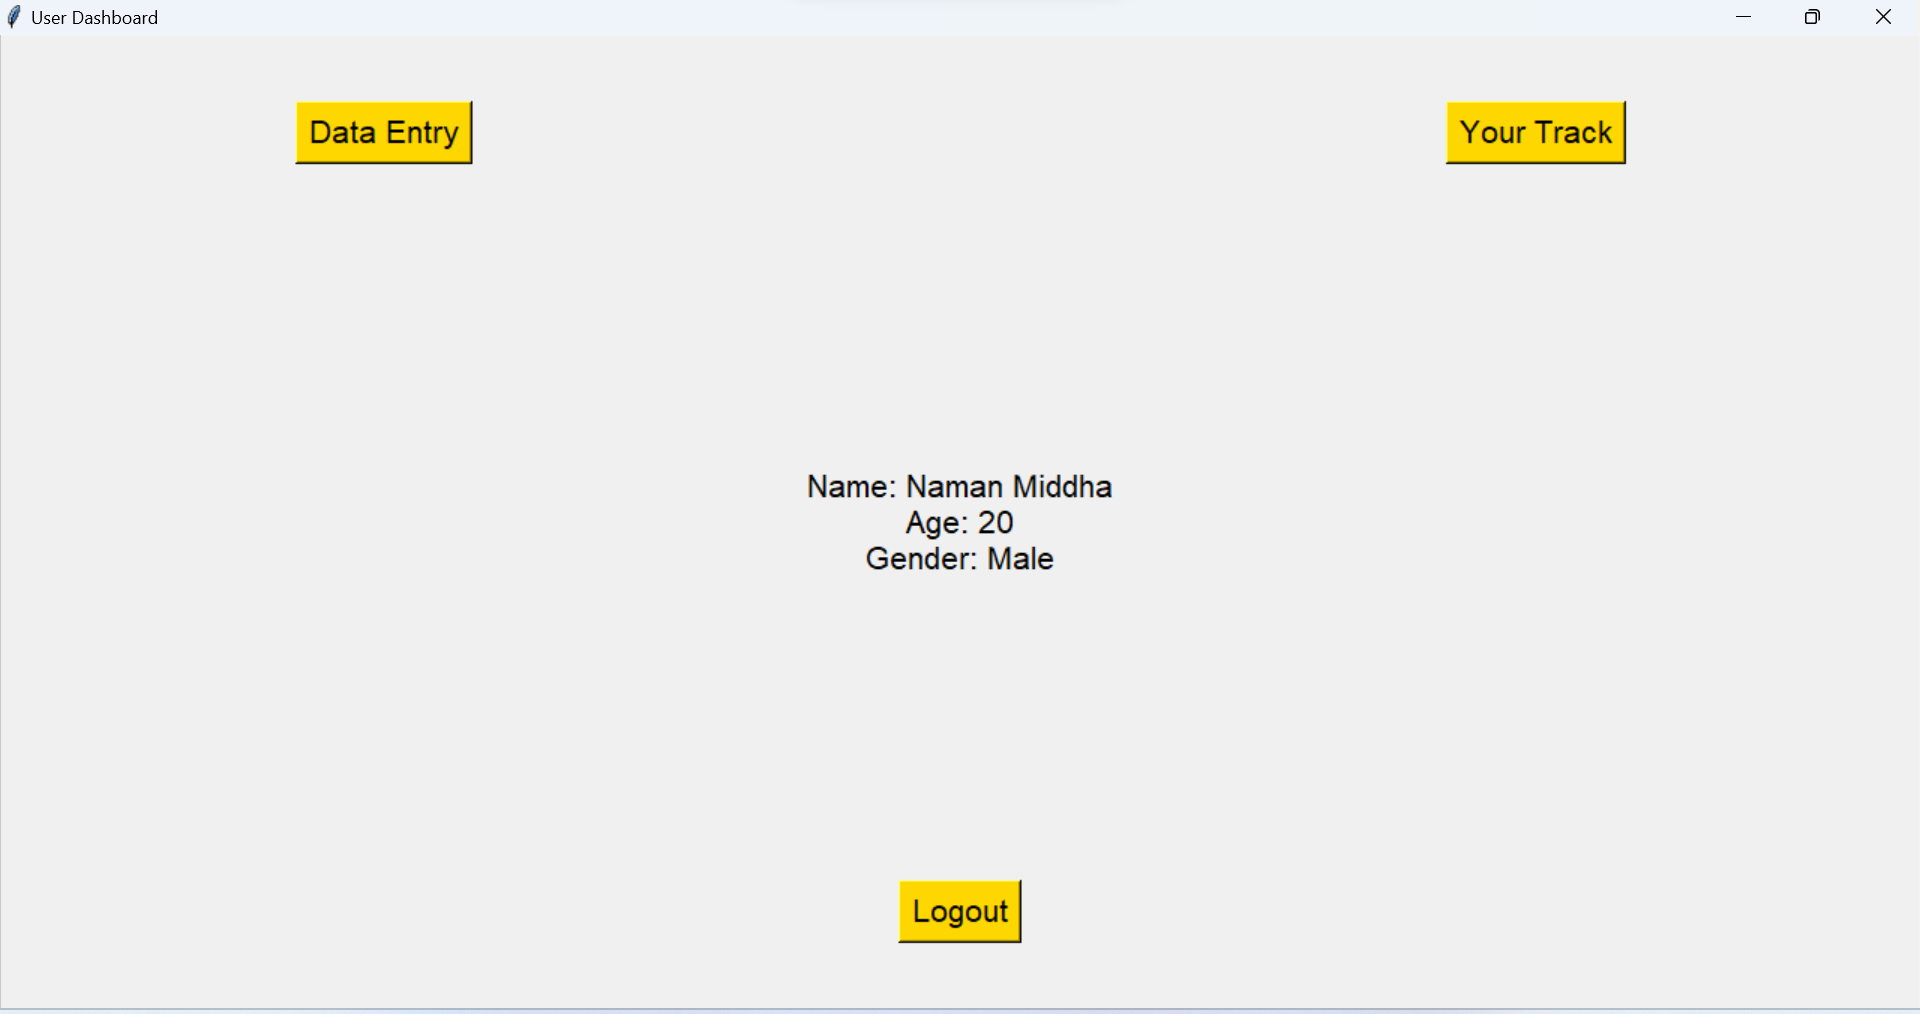 User Dashboard
Data Entry
Your Track
Name: Naman Middha
Age: 20
Gender: Male
Logout